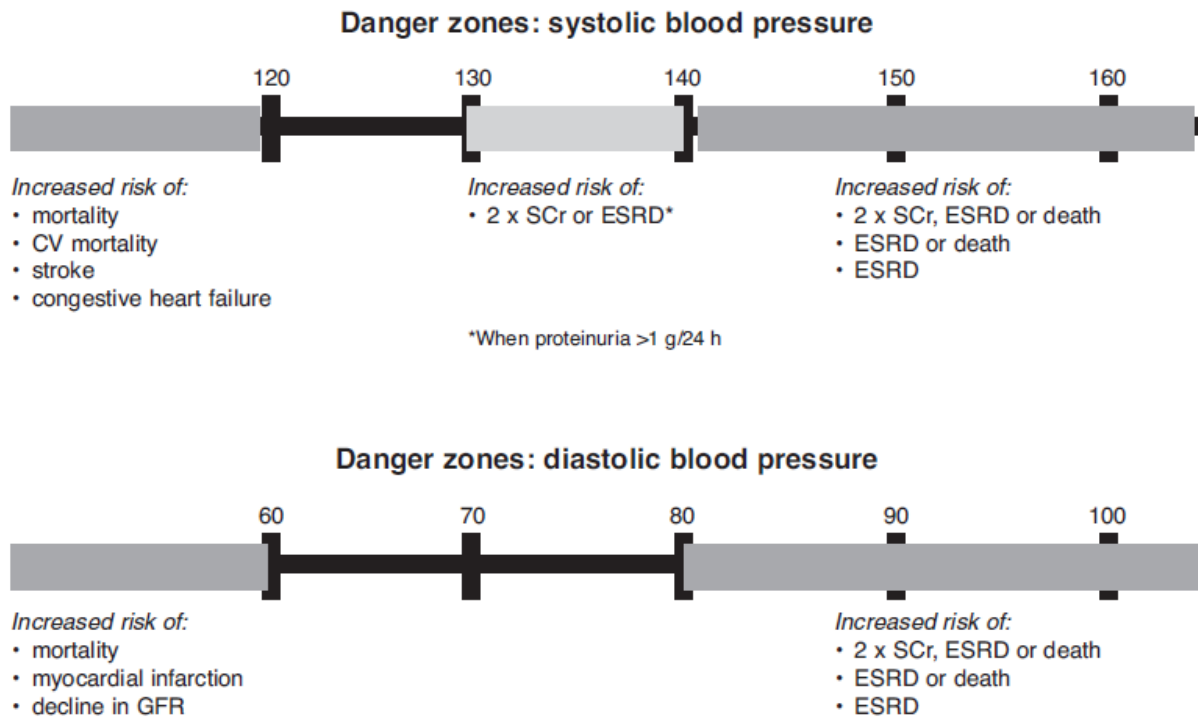 Danger zones: systolic blood pressure
120 130 140 150 160
Increased risk of:
• mortality
• CV mortality
• stroke
• congestive heart failure
Increased risk of:
• 2 x SCr or ESRD*
*When proteinuria >1 g/24 h
Increased risk of:
• 2 x SCr, ESRD or death
• ESRD or death
• ESRD
Danger zones: diastolic blood pressure
60 70 80 90 100
Increased risk of:
• mortality
• myocardial infarction
• decline in GFR
Increased risk of:
• 2 x SCr, ESRD or death
• ESRD or death
• ESRD